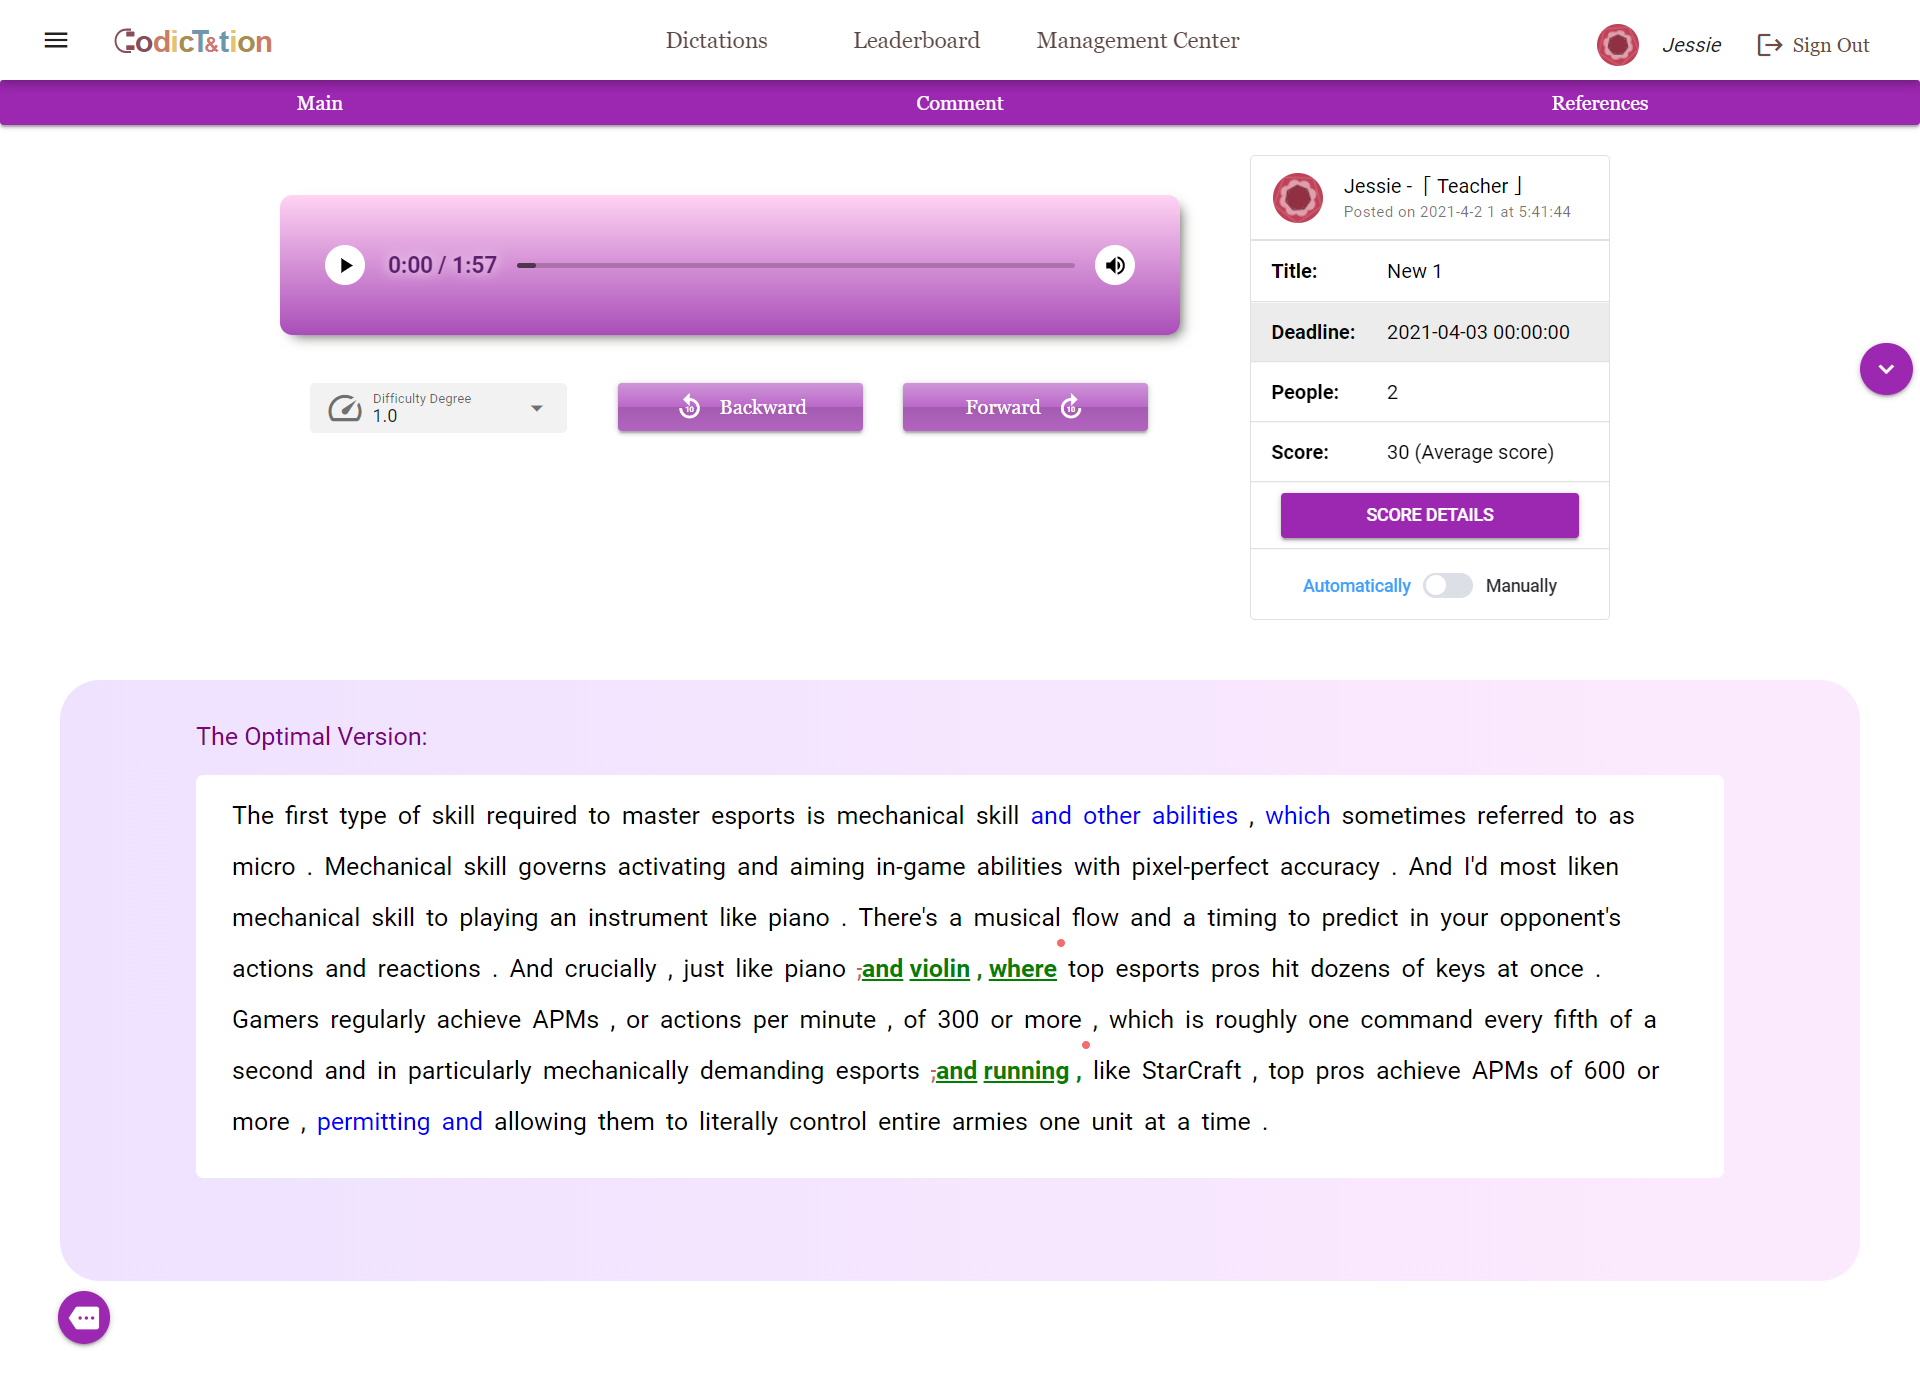 CodicT&tion
Dictations Leaderboard Management Center
Jessie Sign Out
Main Comment References
0:00 / 1:57
Difficulty Degree
1.0
10 Backward
Forward 10
Jessie -「 Teacher 」
Posted on 2021-4-2 1 at 5:41:44
Title: New 1
Deadline: 2021-04-03 00:00:00
People: 2
Score: 30 (Average score)
SCORE DETAILS
Automatically Manually
The Optimal Version:
The first type of skill required to master esports is mechanical skill and other abilities , which sometimes referred to as
micro . Mechanical skill governs activating and aiming in-game abilities with pixel-perfect accuracy . And I'd most liken
mechanical skill to playing an instrument like piano . There's a musical flow and a timing to predict in your opponent's
actions and reactions . And crucially , just like piano ,and violin , where top esports pros hit dozens of keys at once .
Gamers regularly achieve APMs , or actions per minute , of 300 or more , which is roughly one command every fifth of a
second and in particularly mechanically demanding esports ,and running , like StarCraft , top pros achieve APMs of 600 or
more , permitting and allowing them to literally control entire armies one unit at a time .